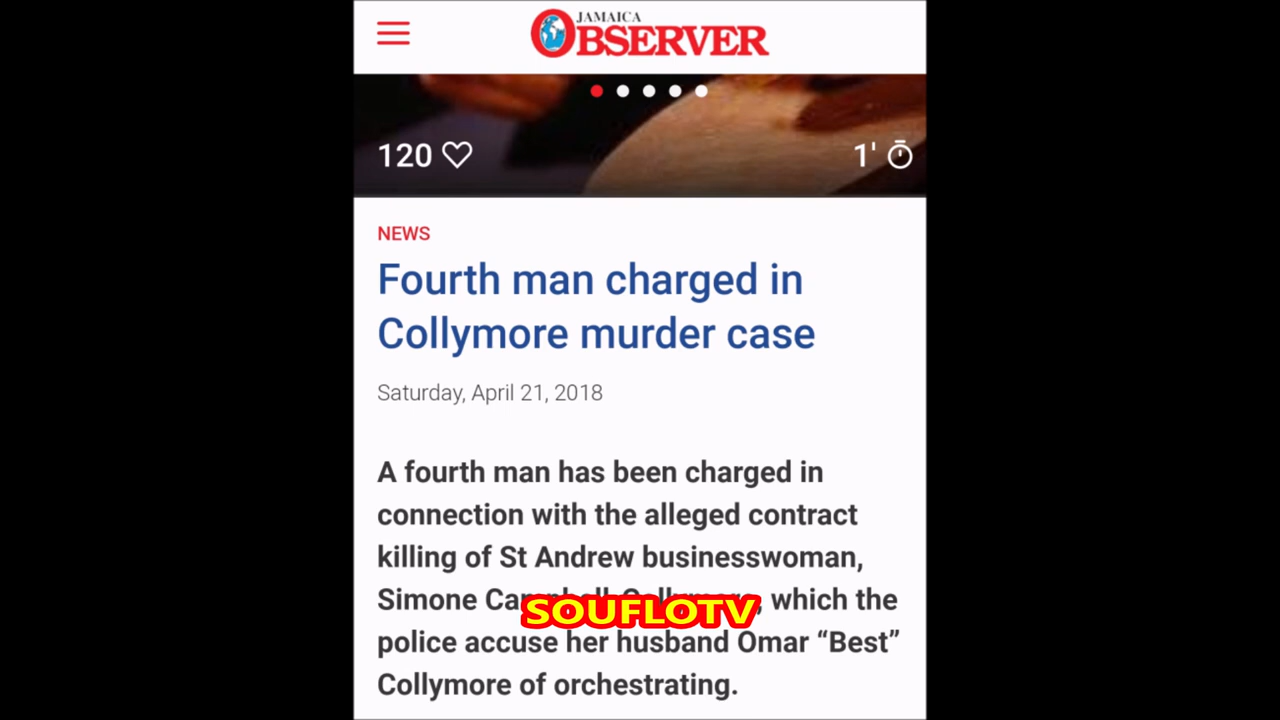 JAMAICA
OBSERVER
120
1'
NEWS
Fourth man charged in
Collymore murder case
Saturday, April 21, 2018
A fourth man has been charged in
connection with the alleged contract
killing of St Andrew businesswoman,
Simone Campbell Collymore, which the
SOUFLOTV
police accuse her husband Omar “Best”
Collymore of orchestrating.